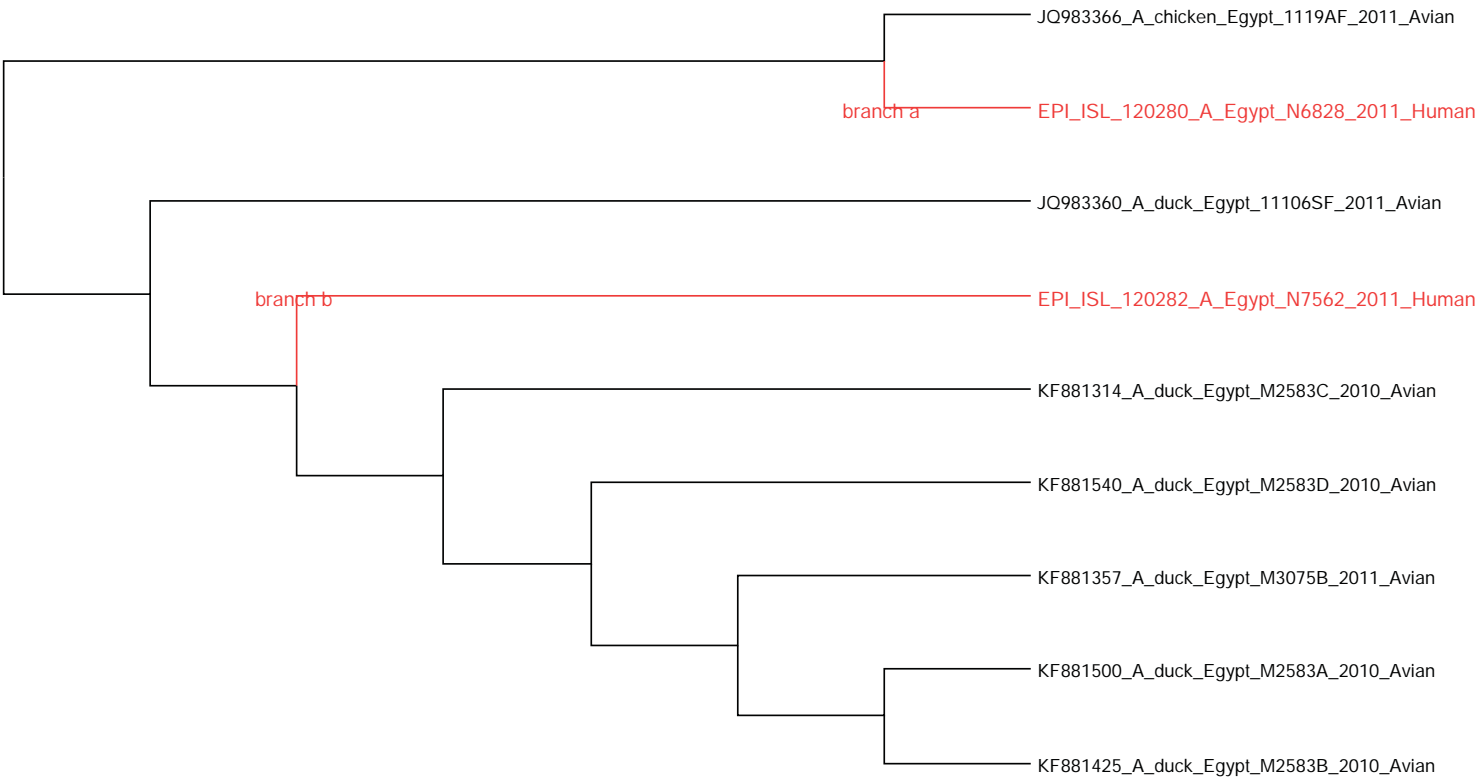 JQ983366_A_chicken_Egypt_1119AF_2011_Avian
branch a
EPI_ISL_120280_A_Egypt_N6828_2011_Human
JQ983360_A_duck_Egypt_11106SF_2011_Avian
branch b
EPI_ISL_120282_A_Egypt_N7562_2011_Human
KF881314_A_duck_Egypt_M2583C_2010_Avian
KF881540_A_duck_Egypt_M2583D_2010_Avian
KF881357_A_duck_Egypt_M3075B_2011_Avian
KF881500_A_duck_Egypt_M2583A_2010_Avian
KF881425_A_duck_Egypt_M2583B_2010_Avian